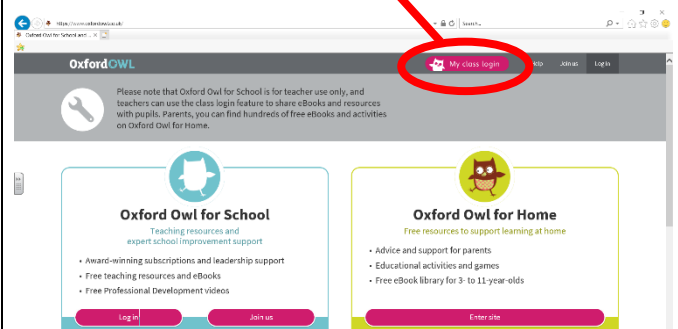 https://www.oxfordowl.co.uk/
Search...
Oxford Owl for School and ...
OxfordOWL
My class login
Help
Join us
Log in
Please note that Oxford Owl for School is for teacher use only, and
teachers can use the class login feature to share eBooks and resources
with pupils. Parents, you can find hundreds of free eBooks and activities
on Oxford Owl for Home.
Oxford Owl for School
Teaching resources and
expert school improvement support
• Award-winning subscriptions and leadership support
• Free teaching resources and eBooks
• Free Professional Development videos
Log in
Join us
Oxford Owl for Home
Free resources to support learning at home
• Advice and support for parents
• Educational activities and games
• Free eBook library for 3- to 11-year-olds
Enter site